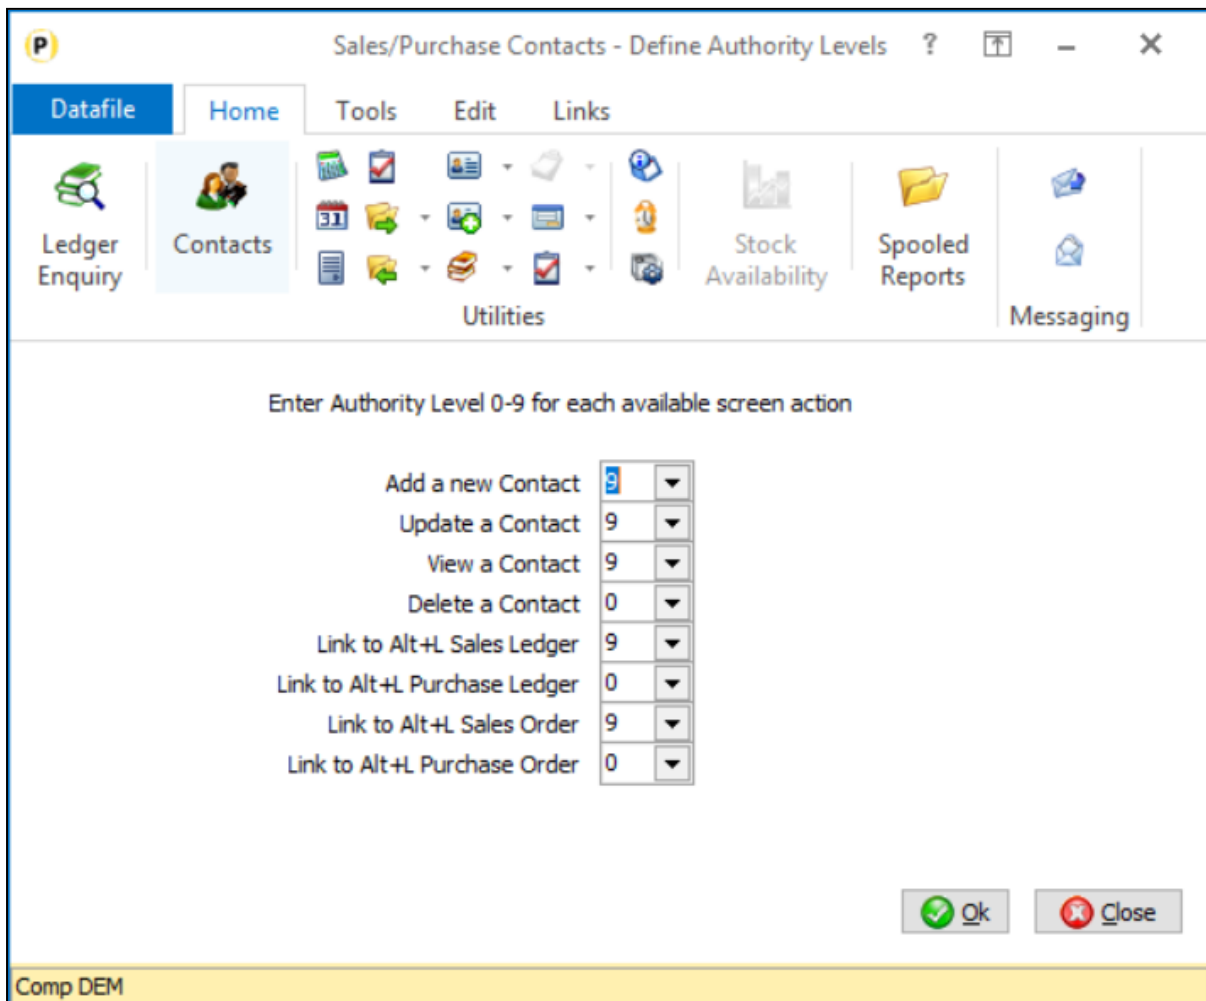 P
Sales/Purchase Contacts - Define Authority Levels ?
Datafile Home Tools Edit Links
Ledger Enquiry
Contacts
31
Stock Availability
Spooled Reports
Utilities
Messaging
Enter Authority Level 0-9 for each available screen action
Add a new Contact 9
Update a Contact 9
View a Contact 9
Delete a Contact 0
Link to Alt+L Sales Ledger 9
Link to Alt+L Purchase Ledger 0
Link to Alt+L Sales Order 9
Link to Alt+L Purchase Order 0
Ok Close
Comp DEM